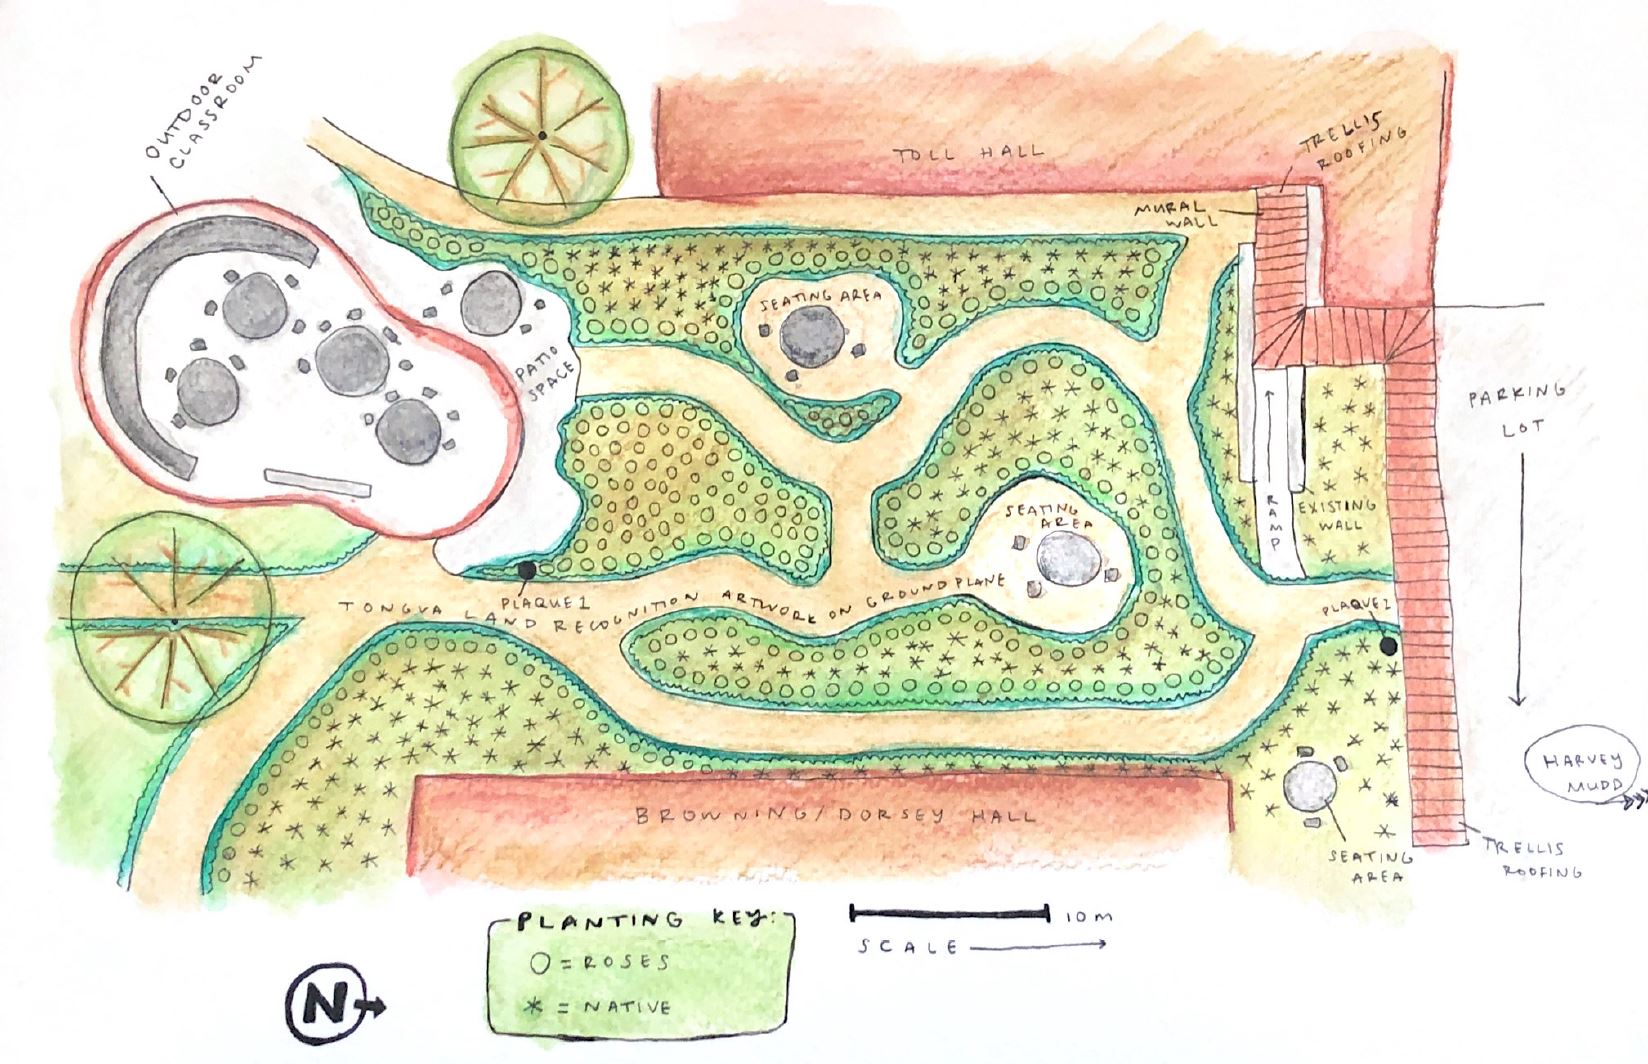 OUTDOOR
CLASSROOM
TOLL HALL
TRELLIS
ROOFING
MURAL
WALL
SEATING AREA
PATIO
SPACE
PARKING
LOT
SEATING
AREA
EXISTING
WALL
RAMP
PLAQUE 1
TONGVA LAND RECOGNITION ARTWORK ON GROUND PLANE
PLAQUE 2
HARVEY
MUDD
BROWNING/DORSEY HALL
SEATING
AREA
TRELLIS
ROOFING
PLANTING KEY:
O = ROSES
* = NATIVE
10 m
SCALE
N